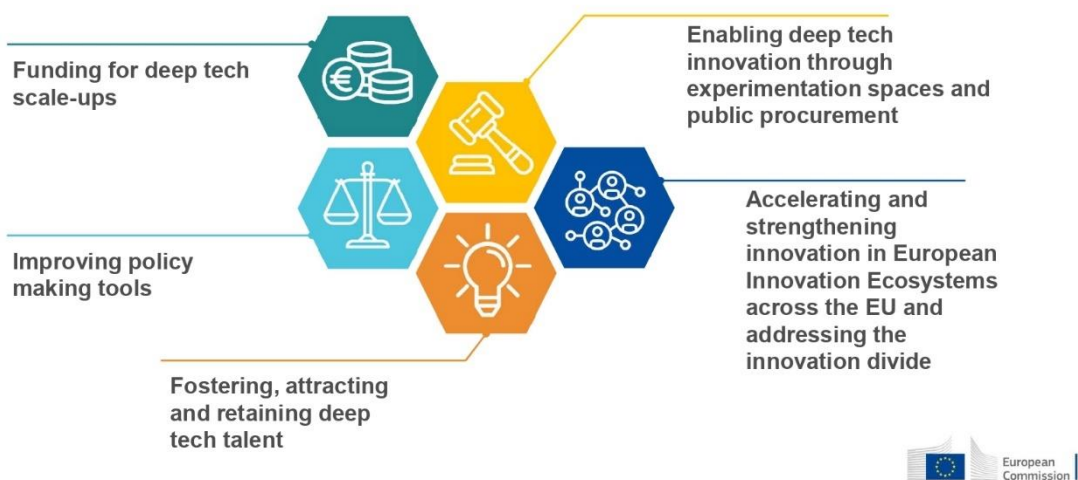 Funding for deep tech
scale-ups
Enabling deep tech
innovation through
experimentation spaces and
public procurement
Improving policy
making tools
Accelerating and
strengthening
innovation in European
Innovation Ecosystems
across the EU and
addressing the
innovation divide
Fostering, attracting
and retaining deep
tech talent
European
Commission